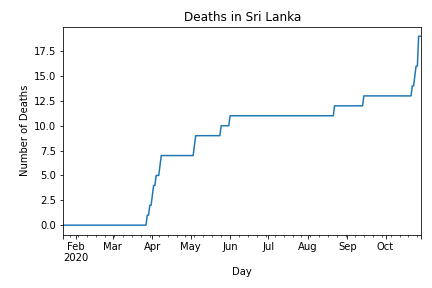 Deaths in Sri Lanka
17.5
15.0
12.5
10.0
7.5
5.0
2.5
0.0
Number of Deaths
Feb Mar Apr May Jun Jul Aug Sep Oct
2020
Day